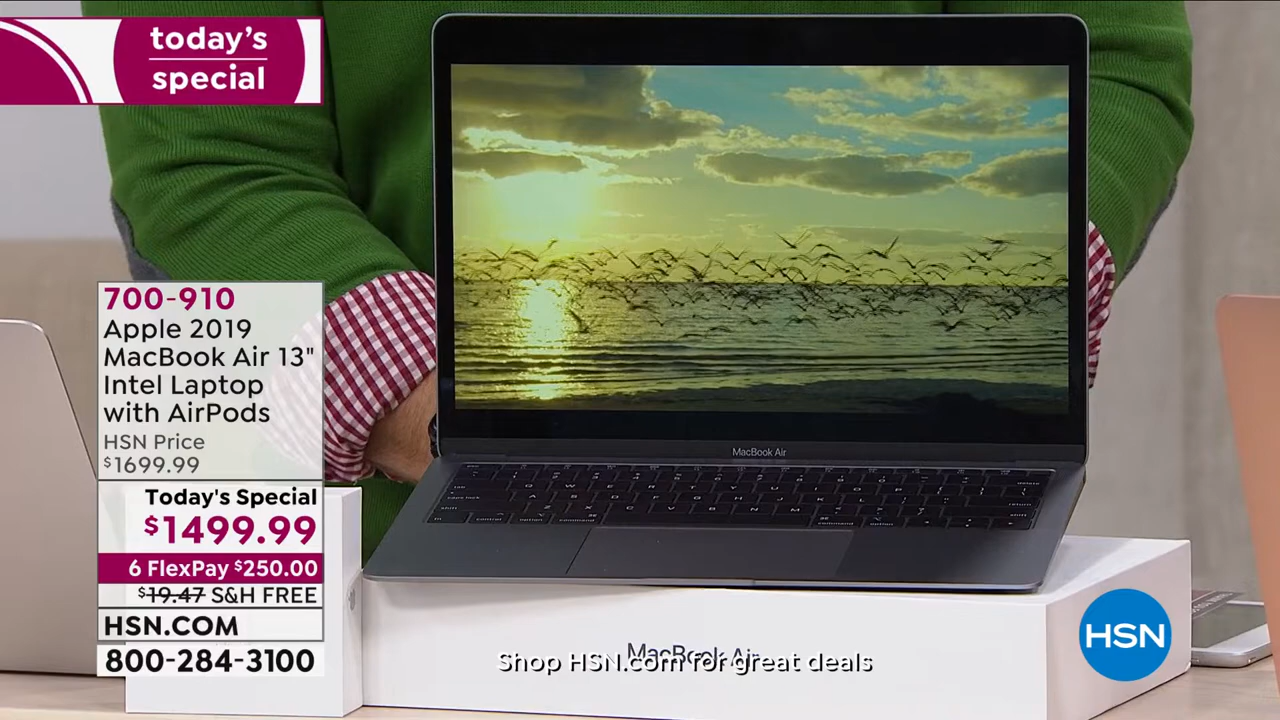 today's
special
700-910
Apple 2019
MacBook Air 13"
Intel Laptop
with AirPods
HSN Price
$1699.99
Today's Special
$1499.99
6 FlexPay $250.00
$19.47 S&H FREE
HSN.COM
800-284-3100
MacBook Air
MacBook Air
Shop HSN.com for great deals
HSN